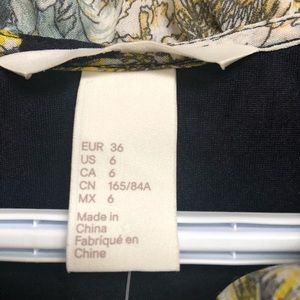 EUR 36
US 6
CA 6
CN 165/84A
MX 6
Made in
China
Fabriqué en
Chine